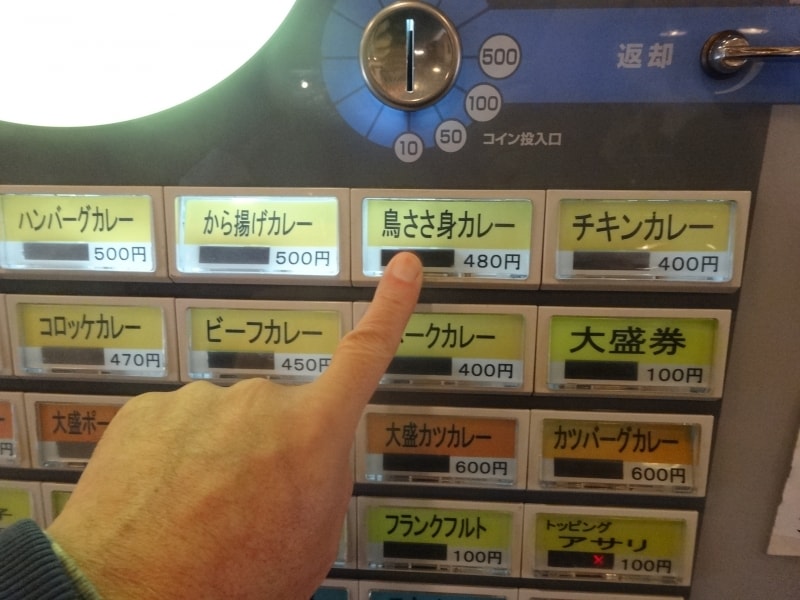 500
返却
100
50
10
コイン投入口
ハンバーグカレー
500円
から揚げカレー
500円
鳥ささ身カレー
480円
チキンカレー
400円
コロッケカレー
470円
ビーフカレー
450円
ークカレー
400円
大盛券
100円
円
大盛ポー
大盛カツカレー
600円
カツバーグカレー
600円
フランクフルト
100円
トッピング
アサリ
× 100円